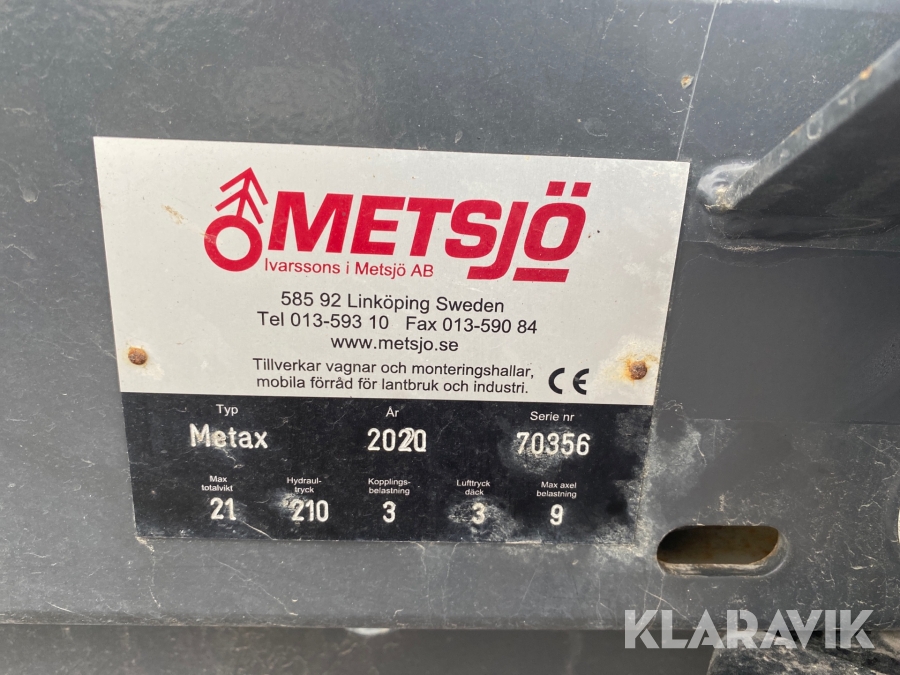 METSJÖ
Ivarssons i Metsjö AB
585 92 Linköping Sweden
Tel 013-593 10 Fax 013-590 84
www.metsjo.se
Tillverkar vagnar och monteringshallar,
mobila förråd för lantbruk och industri.
CE
Typ År Serie nr
Metax 2020 70356
Max totalvikt Hydraul-tryck Kopplings-belastning Lufttryck däck Max axel belastning
21 210 3 3 9
KLARAVIK